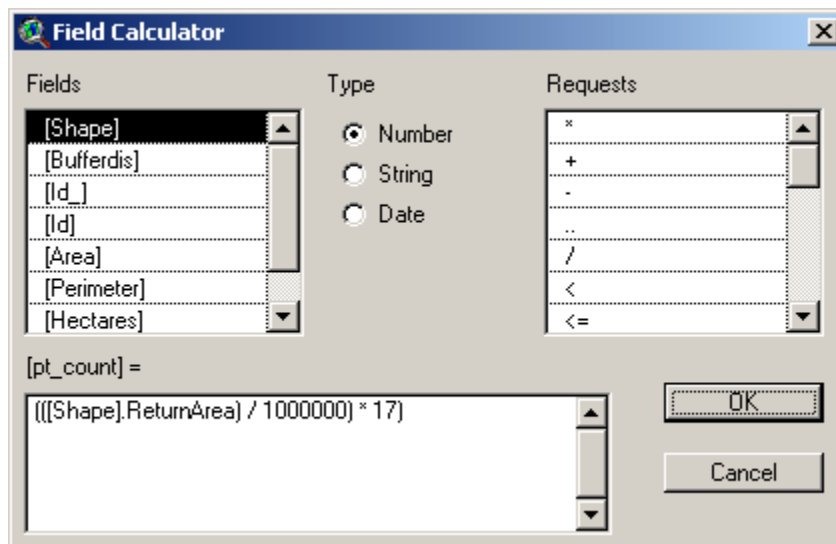 Field Calculator
Fields
Type
Requests
[Shape]
[Bufferdis]
[Id_]
[Id]
[Area]
[Perimeter]
[Hectares]
Number
String
Date
*
+
-
..
/
<
<=
[pt_count] =
(([Shape].ReturnArea) / 1000000) * 17)
OK
Cancel